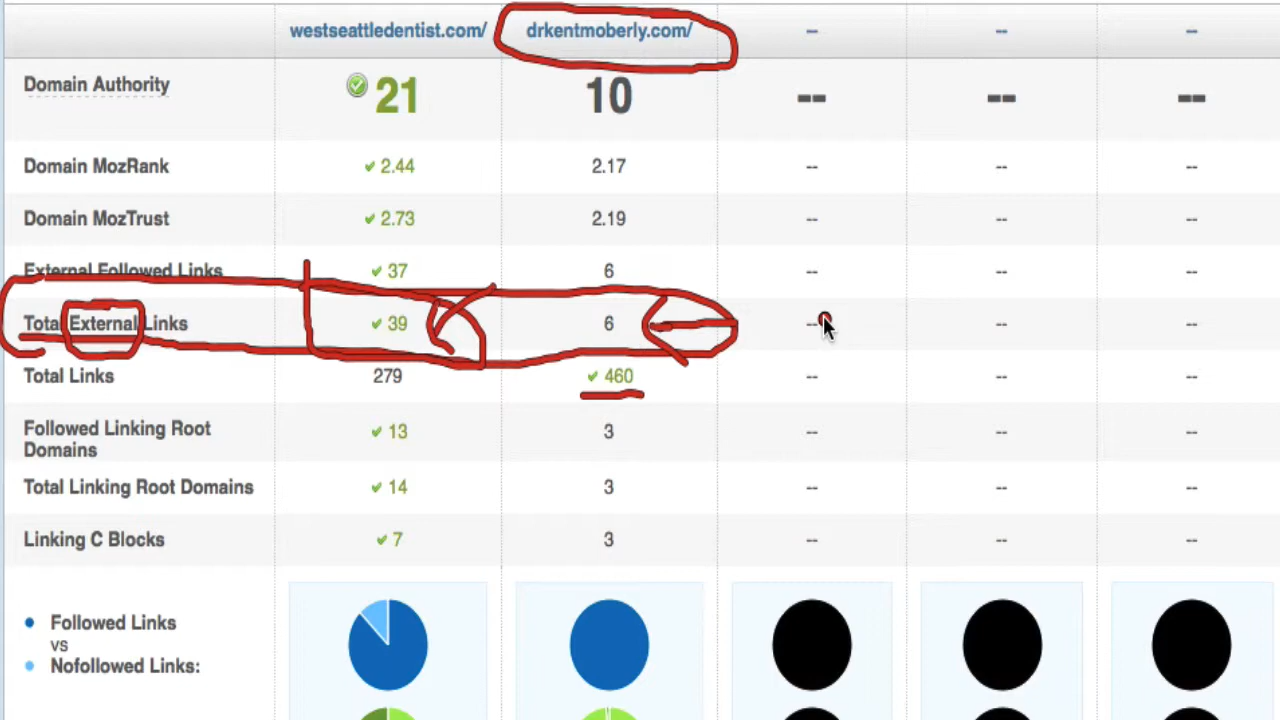 westseattledentist.com/ drkentmoberly.com/ -- -- --
Domain Authority 21 10 -- -- --
Domain MozRank 2.44 2.17 -- -- --
Domain MozTrust 2.73 2.19 -- -- --
External Followed Links 37 6 -- -- --
Total External Links 39 6 -- -- --
Total Links 279 460 -- -- --
Followed Linking Root
Domains 13 3 -- -- --
Total Linking Root Domains 14 3 -- -- --
Linking C Blocks 7 3 -- -- --
Followed Links
vs
Nofollowed Links: